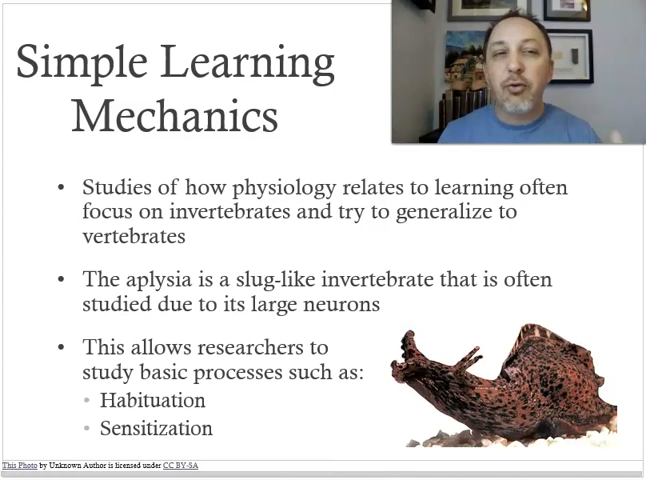 Simple Learning
Mechanics
• Studies of how physiology relates to learning often
focus on invertebrates and try to generalize to
vertebrates
• The aplysia is a slug-like invertebrate that is often
studied due to its large neurons
• This allows researchers to
study basic processes such as:
• Habituation
• Sensitization
This Photo by Unknown Author is licensed under CC BY-SA